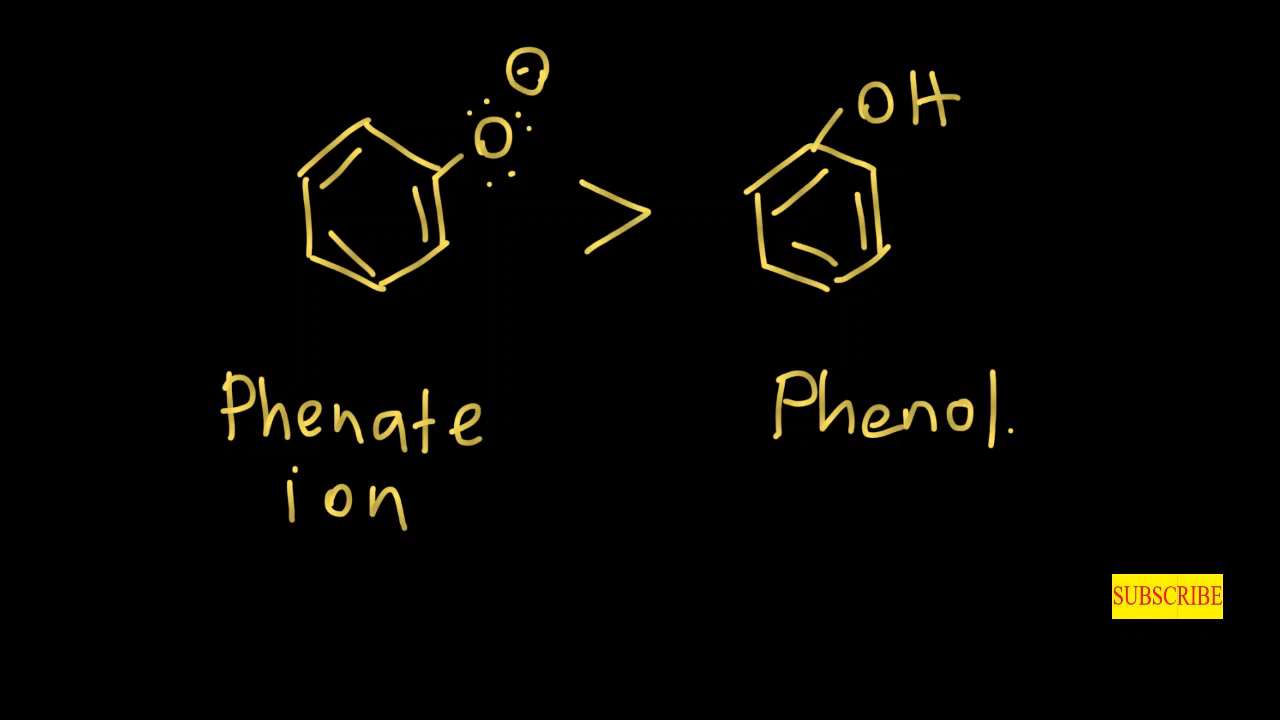 ⊖
O
>
OH
Phenate
ion
Phenol.
SUBSCRIBE